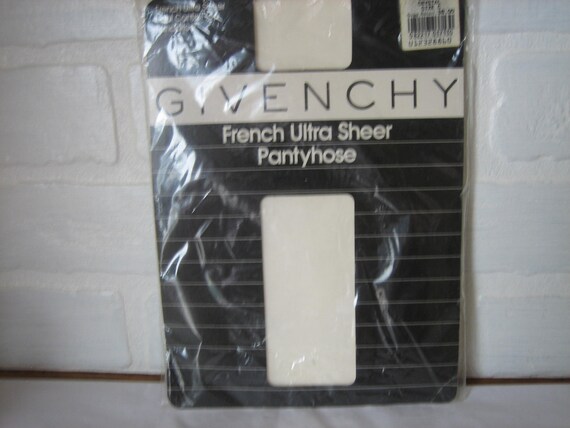 GIVENCHY
French Ultra Sheer
Pantyhose